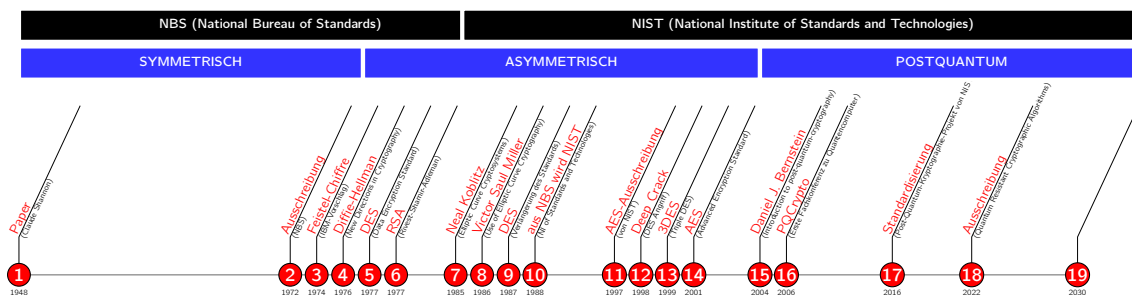 NBS (National Bureau of Standards)
NIST (National Institute of Standards and Technologies)
SYMMETRISCH
ASYMMETRISCH
POSTQUANTUM
Paper
(Claude Shannon)
1
1948
Ausschreibung
(NBS)
2
1972
Feistel-Chiffre
(IBM-Vorschlag)
3
1974
Diffie-Hellman
(New Directions in Cryptography)
4
1976
DES
(Data Encryption Standard)
5
1977
RSA
(Rivest-Shamir-Adleman)
6
1977
Neal Koblitz
(Elliptic Curve Cryptosystems)
7
1985
Victor Saul Miller
(Use of Elliptic Curve Cryptography)
8
1986
DES
(Verlängerung des Standards)
9
1987
aus NBS wird NIST
(NI of Standards and Technologies)
10
1988
AES-Ausschreibung
(von NIST)
11
1997
Deep Crack
(DES Angriff)
12
1998
3DES
(Triple DES)
13
1999
AES
(Advanced Encryption Standard)
14
2001
Daniel J. Bernstein
(Introduction to post-quantum-cryptography)
15
2004
PQCrypto
(Erste Fachkonferenz zu Quantencomputer)
16
2006
Standardisierung
(Post-Quantum-Kryptographie-Projekt von NIS
17
2016
Ausschreibung
(Quantum Resistant Cryptographic Algorithms)
18
2022
19
2030